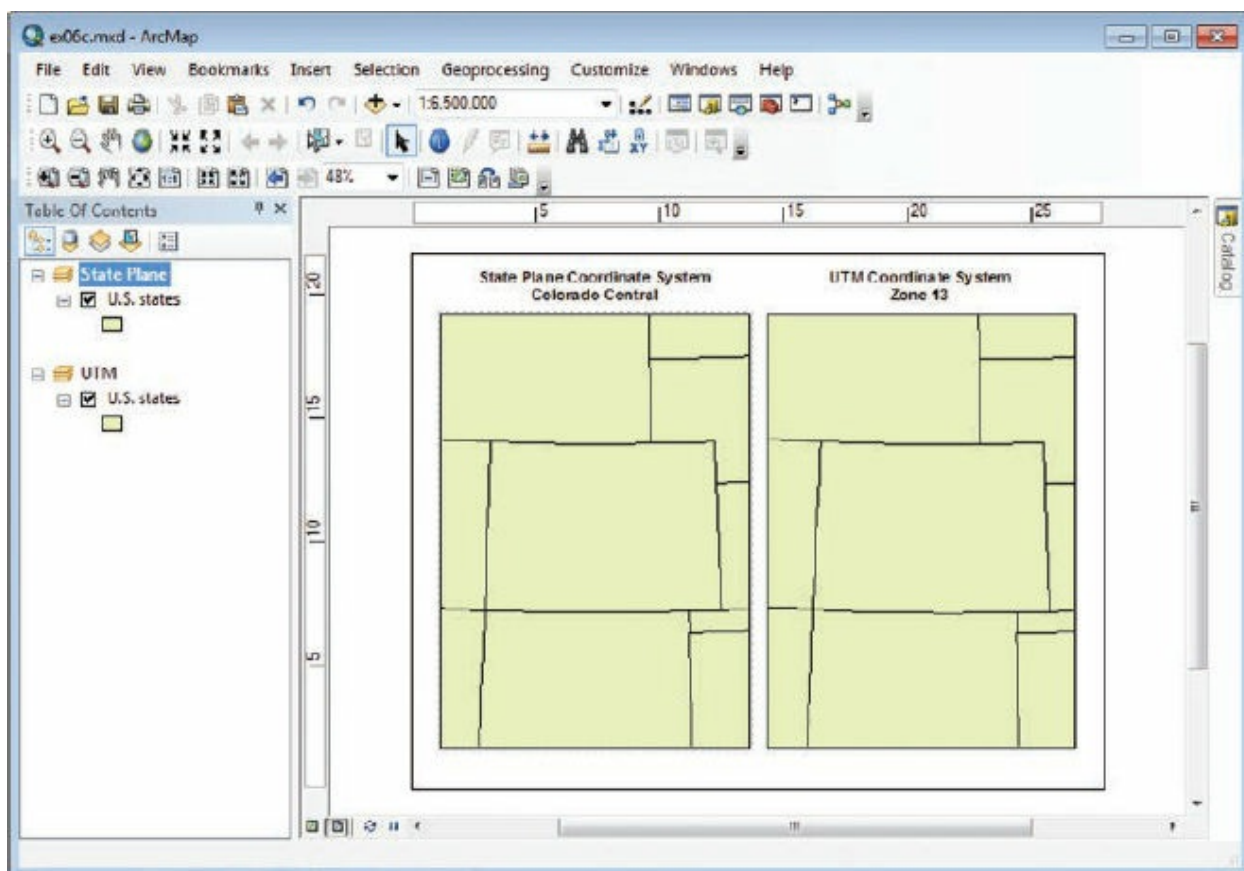 ex06c.mxd - ArcMap
File Edit View Bookmarks Insert Selection Geoprocessing Customize Windows Help
1:6,500,000
48%
Table Of Contents
State Plane
U.S. states
UTM
U.S. states
5 10 15 20 25
20
15
10
5
State Plane Coordinate System
Colorado Central
UTM Coordinate System
Zone 13
Catalog